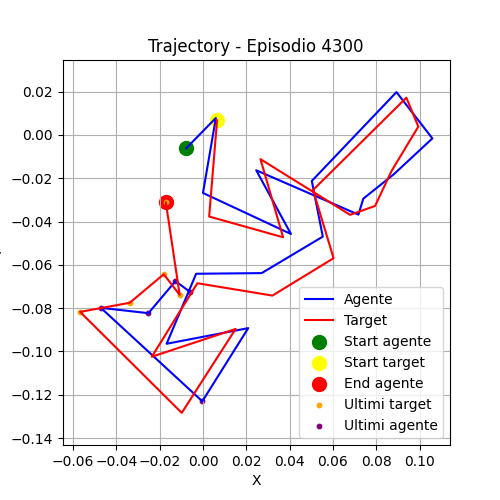 Trajectory - Episodio 4300
0.02
0.00
−0.02
−0.04
−0.06
−0.08
−0.10
−0.12
−0.14
Agente
Target
Start agente
Start target
End agente
Ultimi target
Ultimi agente
−0.06 −0.04 −0.02 0.00 0.02 0.04 0.06 0.08 0.10
X